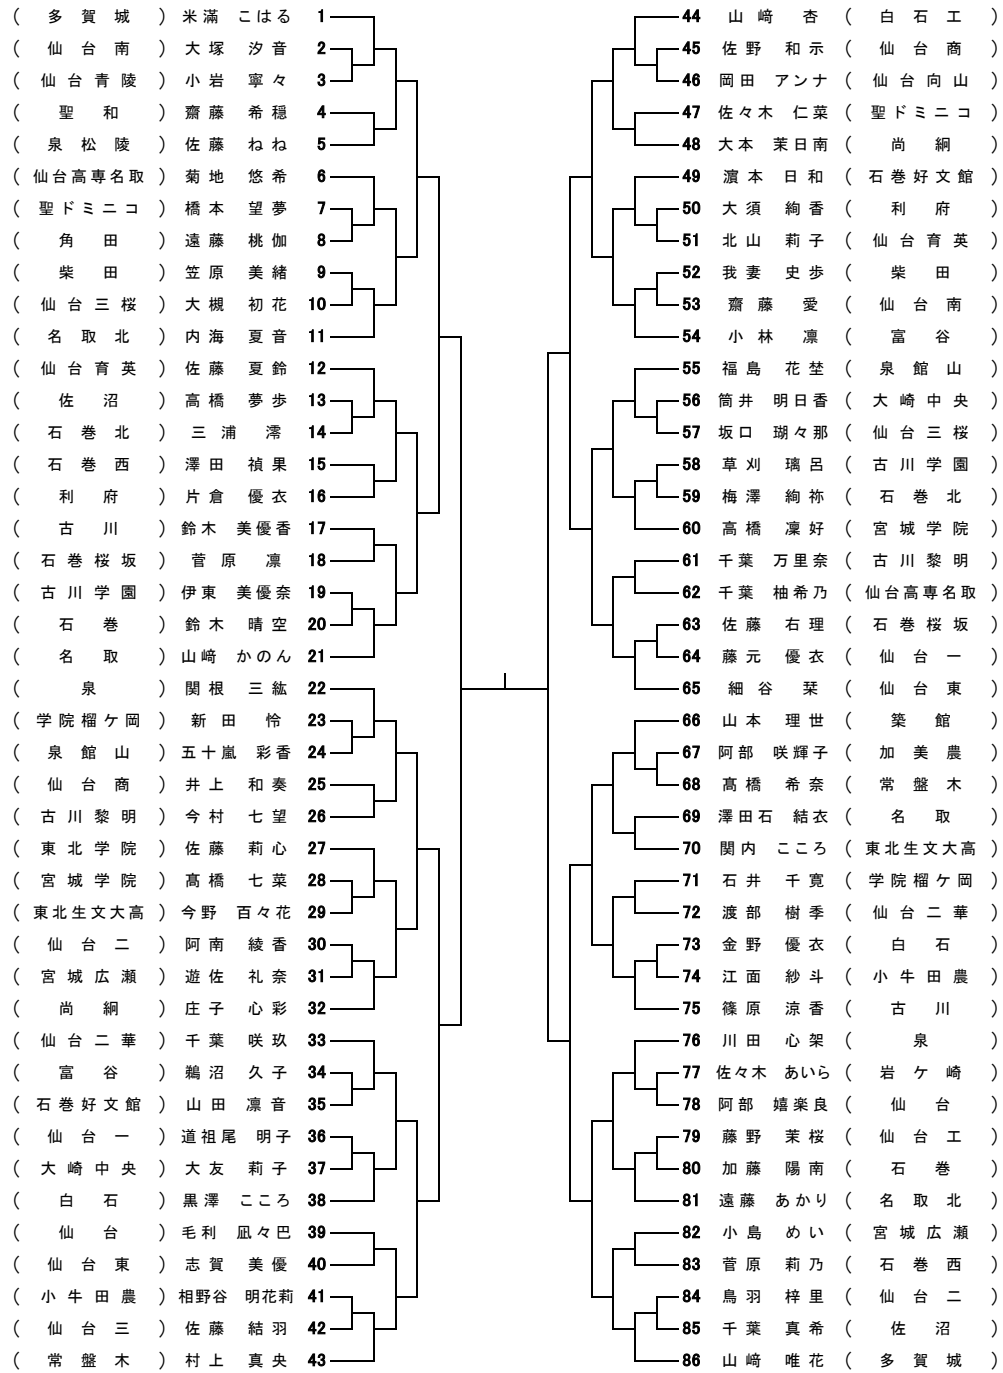 ( 多賀城 ) 米滿 こはる 1
( 仙台南 ) 大塚 汐音 2
( 仙台青陵 ) 小岩 寧々 3
( 聖和 ) 齋藤 希穏 4
( 泉松陵 ) 佐藤 ねね 5
( 仙台高専名取 ) 菊地 悠希 6
( 聖ドミニコ ) 橋本 望夢 7
( 角田 ) 遠藤 桃伽 8
( 柴田 ) 笠原 美緒 9
( 仙台三桜 ) 大槻 初花 10
( 名取北 ) 内海 夏音 11
( 仙台育英 ) 佐藤 夏鈴 12
( 佐沼 ) 高橋 夢歩 13
( 石巻北 ) 三浦 澪 14
( 石巻西 ) 澤田 禎果 15
( 利府 ) 片倉 優衣 16
( 古川 ) 鈴木 美優香 17
( 石巻桜坂 ) 菅原 凛 18
( 古川学園 ) 伊東 美優奈 19
( 石巻 ) 鈴木 晴空 20
( 名取 ) 山﨑 かのん 21
( 泉 ) 関根 三紘 22
( 学院榴ケ岡 ) 新田 怜 23
( 泉館山 ) 五十嵐 彩香 24
( 仙台商 ) 井上 和奏 25
( 古川黎明 ) 今村 七望 26
( 東北学院 ) 佐藤 莉心 27
( 宮城学院 ) 髙橋 七菜 28
( 東北生文大高 ) 今野 百々花 29
( 仙台二 ) 阿南 綾香 30
( 宮城広瀬 ) 遊佐 礼奈 31
( 尚絅 ) 庄子 心彩 32
( 仙台二華 ) 千葉 咲玖 33
( 富谷 ) 鵜沼 久子 34
( 石巻好文館 ) 山田 凛音 35
( 仙台一 ) 道祖尾 明子 36
( 大崎中央 ) 大友 莉子 37
( 白石 ) 黒澤 こころ 38
( 仙台 ) 毛利 凪々巴 39
( 仙台東 ) 志賀 美優 40
( 小牛田農 ) 相野谷 明花莉 41
( 仙台三 ) 佐藤 結羽 42
( 常盤木 ) 村上 真央 43
44 山﨑 杏 ( 白石工 )
45 佐野 和示 ( 仙台商 )
46 岡田 アンナ ( 仙台向山 )
47 佐々木 仁菜 ( 聖ドミニコ )
48 大本 茉日南 ( 尚絅 )
49 濵本 日和 ( 石巻好文館 )
50 大須 絢香 ( 利府 )
51 北山 莉子 ( 仙台育英 )
52 我妻 史歩 ( 柴田 )
53 齋藤 愛 ( 仙台南 )
54 小林 凛 ( 富谷 )
55 福島 花埜 ( 泉館山 )
56 筒井 明日香 ( 大崎中央 )
57 坂口 瑚々那 ( 仙台三桜 )
58 草刈 璃呂 ( 古川学園 )
59 梅澤 絢祢 ( 石巻北 )
60 高橋 凜好 ( 宮城学院 )
61 千葉 万里奈 ( 古川黎明 )
62 千葉 柚希乃 ( 仙台高専名取 )
63 佐藤 右理 ( 石巻桜坂 )
64 藤元 優衣 ( 仙台一 )
65 細谷 栞 ( 仙台東 )
66 山本 理世 ( 築館 )
67 阿部 咲輝子 ( 加美農 )
68 髙橋 希奈 ( 常盤木 )
69 澤田石 結衣 ( 名取 )
70 関内 こころ ( 東北生文大高 )
71 石井 千寛 ( 学院榴ケ岡 )
72 渡部 樹季 ( 仙台二華 )
73 金野 優衣 ( 白石 )
74 江面 紗斗 ( 小牛田農 )
75 篠原 涼香 ( 古川 )
76 川田 心架 ( 泉 )
77 佐々木 あいら ( 岩ケ崎 )
78 阿部 嬉楽良 ( 仙台 )
79 藤野 茉桜 ( 仙台工 )
80 加藤 陽南 ( 石巻 )
81 遠藤 あかり ( 名取北 )
82 小島 めい ( 宮城広瀬 )
83 菅原 莉乃 ( 石巻西 )
84 鳥羽 梓里 ( 仙台二 )
85 千葉 真希 ( 佐沼 )
86 山﨑 唯花 ( 多賀城 )